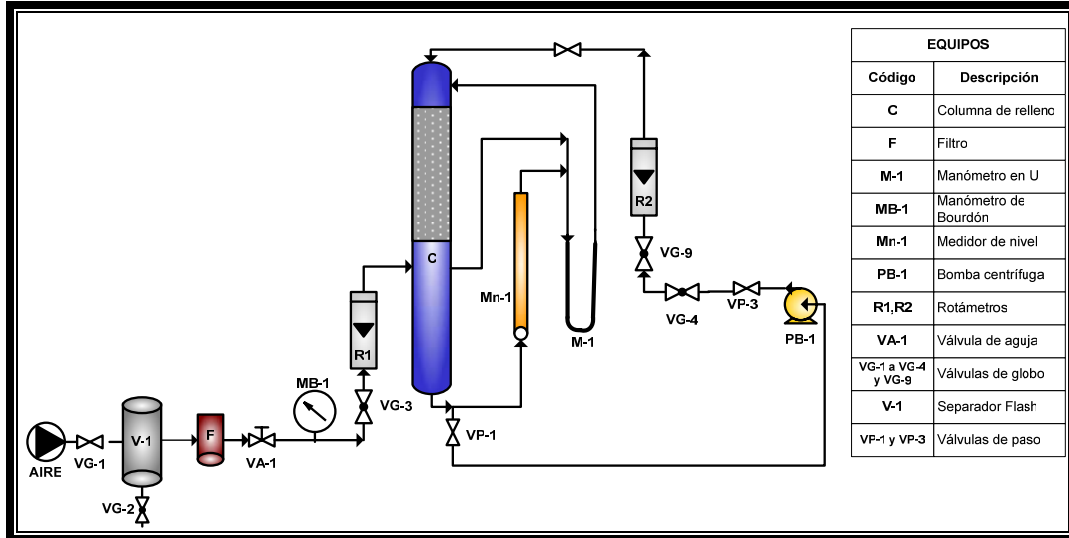 EQUIPOS
Código Descripción
C Columna de relleno
F Filtro
M-1 Manómetro en U
MB-1 Manómetro de
Bourdón
Mn-1 Medidor de nivel
PB-1 Bomba centrífuga
R1,R2 Rotámetros
VA-1 Válvula de aguja
VG-1 a VG-4
y VG-9 Válvulas de globo
V-1 Separador Flash
VP-1 y VP-3 Válvulas de paso
R2
VG-9
C
Mn-1
VG-4
VP-3
PB-1
M-1
R1
MB-1
VG-3
VP-1
AIRE
VG-1
V-1
F
VA-1
VG-2